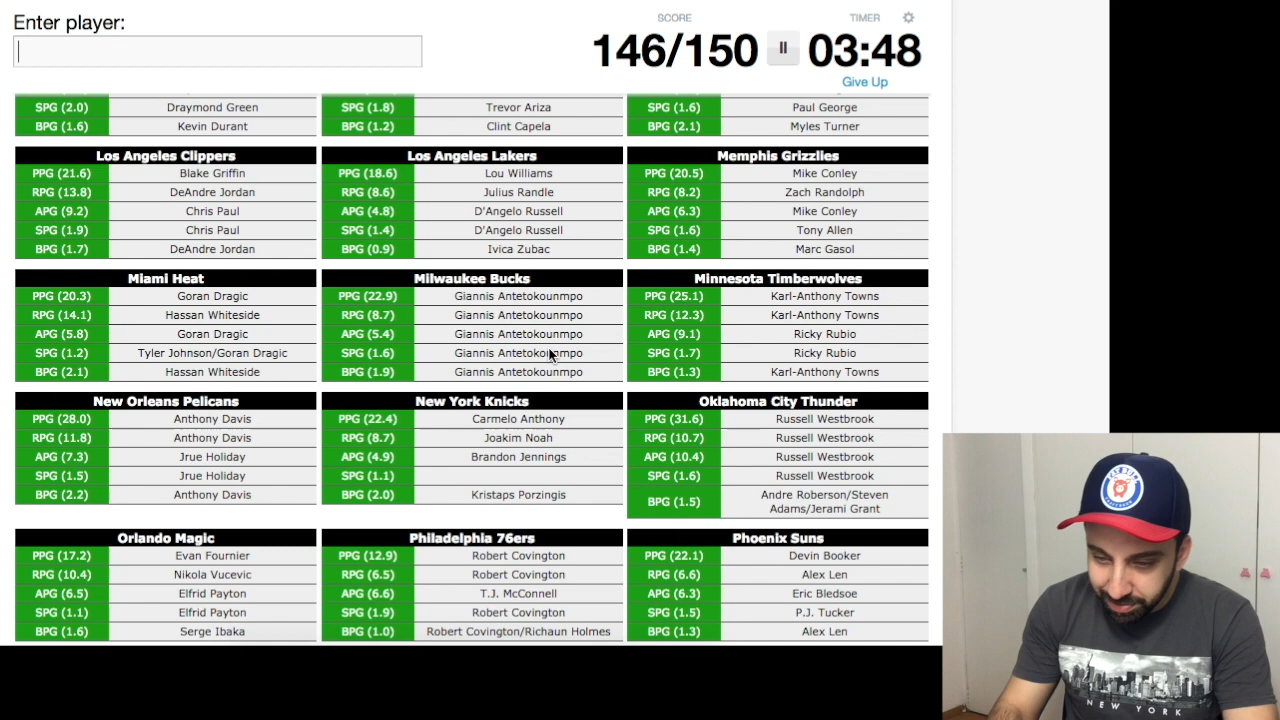 Enter player:
SCORE
146/150
TIMER
03:48
Give Up
SPG (2.0) Draymond Green
BPG (1.6) Kevin Durant
SPG (1.8) Trevor Ariza
BPG (1.2) Clint Capela
SPG (1.6) Paul George
BPG (2.1) Myles Turner
Los Angeles Clippers
PPG (21.6) Blake Griffin
RPG (13.8) DeAndre Jordan
APG (9.2) Chris Paul
SPG (1.9) Chris Paul
BPG (1.7) DeAndre Jordan
Los Angeles Lakers
PPG (18.6) Lou Williams
RPG (8.6) Julius Randle
APG (4.8) D'Angelo Russell
SPG (1.4) D'Angelo Russell
BPG (0.9) Ivica Zubac
Memphis Grizzlies
PPG (20.5) Mike Conley
RPG (8.2) Zach Randolph
APG (6.3) Mike Conley
SPG (1.6) Tony Allen
BPG (1.4) Marc Gasol
Miami Heat
PPG (20.3) Goran Dragic
RPG (14.1) Hassan Whiteside
APG (5.8) Goran Dragic
SPG (1.2) Tyler Johnson/Goran Dragic
BPG (2.1) Hassan Whiteside
Milwaukee Bucks
PPG (22.9) Giannis Antetokounmpo
RPG (8.7) Giannis Antetokounmpo
APG (5.4) Giannis Antetokounmpo
SPG (1.6) Giannis Antetokounmpo
BPG (1.9) Giannis Antetokounmpo
Minnesota Timberwolves
PPG (25.1) Karl-Anthony Towns
RPG (12.3) Karl-Anthony Towns
APG (9.1) Ricky Rubio
SPG (1.7) Ricky Rubio
BPG (1.3) Karl-Anthony Towns
New Orleans Pelicans
PPG (28.0) Anthony Davis
RPG (11.8) Anthony Davis
APG (7.3) Jrue Holiday
SPG (1.5) Jrue Holiday
BPG (2.2) Anthony Davis
New York Knicks
PPG (22.4) Carmelo Anthony
RPG (8.7) Joakim Noah
APG (4.9) Brandon Jennings
SPG (1.1)
BPG (2.0) Kristaps Porzingis
Oklahoma City Thunder
PPG (31.6) Russell Westbrook
RPG (10.7) Russell Westbrook
APG (10.4) Russell Westbrook
SPG (1.6) Russell Westbrook
BPG (1.5) Andre Roberson/Steven
Adams/Jerami Grant
Orlando Magic
PPG (17.2) Evan Fournier
RPG (10.4) Nikola Vucevic
APG (6.5) Elfrid Payton
SPG (1.1) Elfrid Payton
BPG (1.6) Serge Ibaka
Philadelphia 76ers
PPG (12.9) Robert Covington
RPG (6.5) Robert Covington
APG (6.6) T.J. McConnell
SPG (1.9) Robert Covington
BPG (1.0) Robert Covington/Richaun Holmes
Phoenix Suns
PPG (22.1) Devin Booker
RPG (6.6) Alex Len
APG (6.3) Eric Bledsoe
SPG (1.5) P.J. Tucker
BPG (1.3) Alex Len
NEW YORK